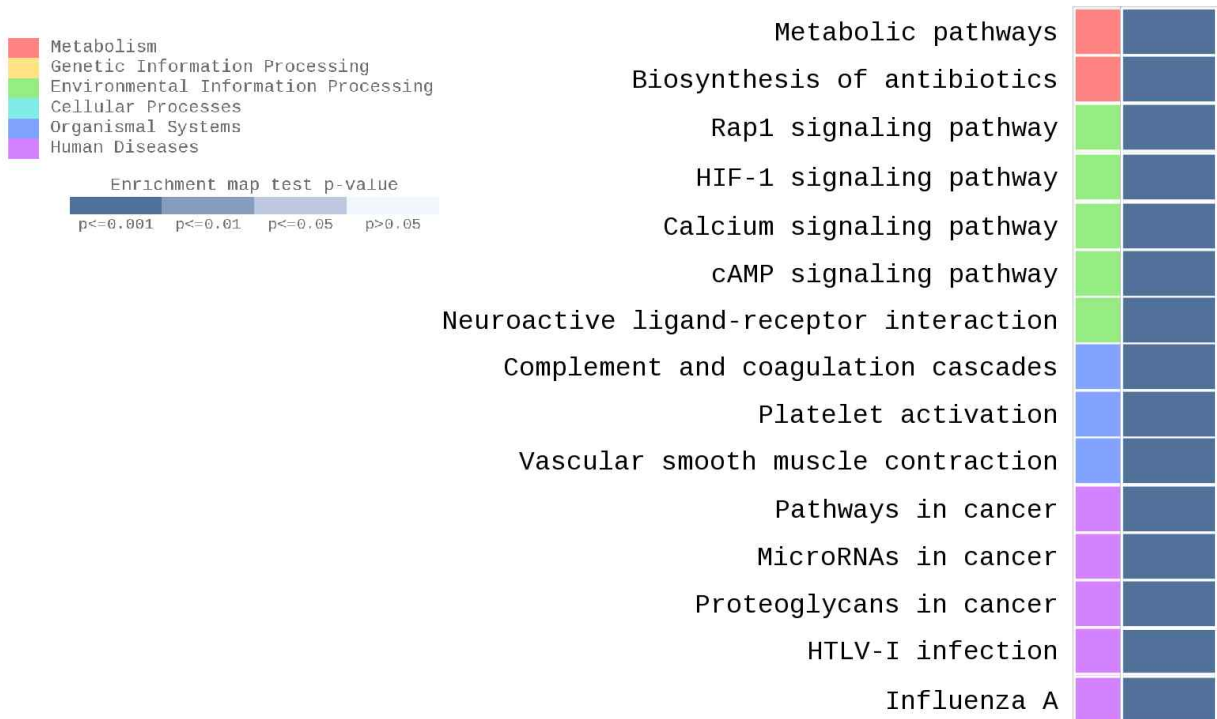 Metabolism
Genetic Information Processing
Environmental Information Processing
Cellular Processes
Organismal Systems
Human Diseases
Enrichment map test p-value
p<=0.001 p<=0.01 p<=0.05 p>0.05
Metabolic pathways
Biosynthesis of antibiotics
Rap1 signaling pathway
HIF-1 signaling pathway
Calcium signaling pathway
cAMP signaling pathway
Neuroactive ligand-receptor interaction
Complement and coagulation cascades
Platelet activation
Vascular smooth muscle contraction
Pathways in cancer
MicroRNAs in cancer
Proteoglycans in cancer
HTLV-I infection
Influenza A